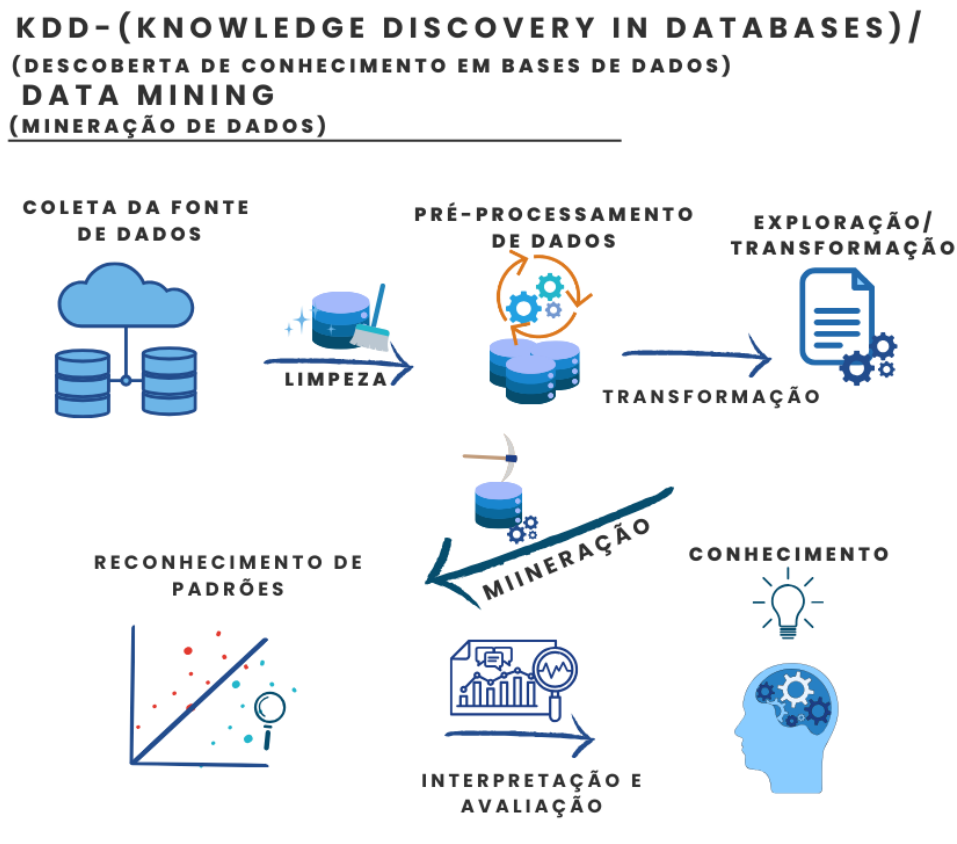 KDD-(KNOWLEDGE DISCOVERY IN DATABASES)/
(DESCOBERTA DE CONHECIMENTO EM BASES DE DADOS)
DATA MINING
(MINERAÇÃO DE DADOS)
COLETA DA FONTE
DE DADOS
LIMPEZA
PRÉ-PROCESSAMENTO
DE DADOS
TRANSFORMAÇÃO
EXPLORAÇÃO/
TRANSFORMAÇÃO
MIINERAÇÃO
RECONHECIMENTO DE
PADRÕES
INTERPRETAÇÃO E
AVALIAÇÃO
CONHECIMENTO